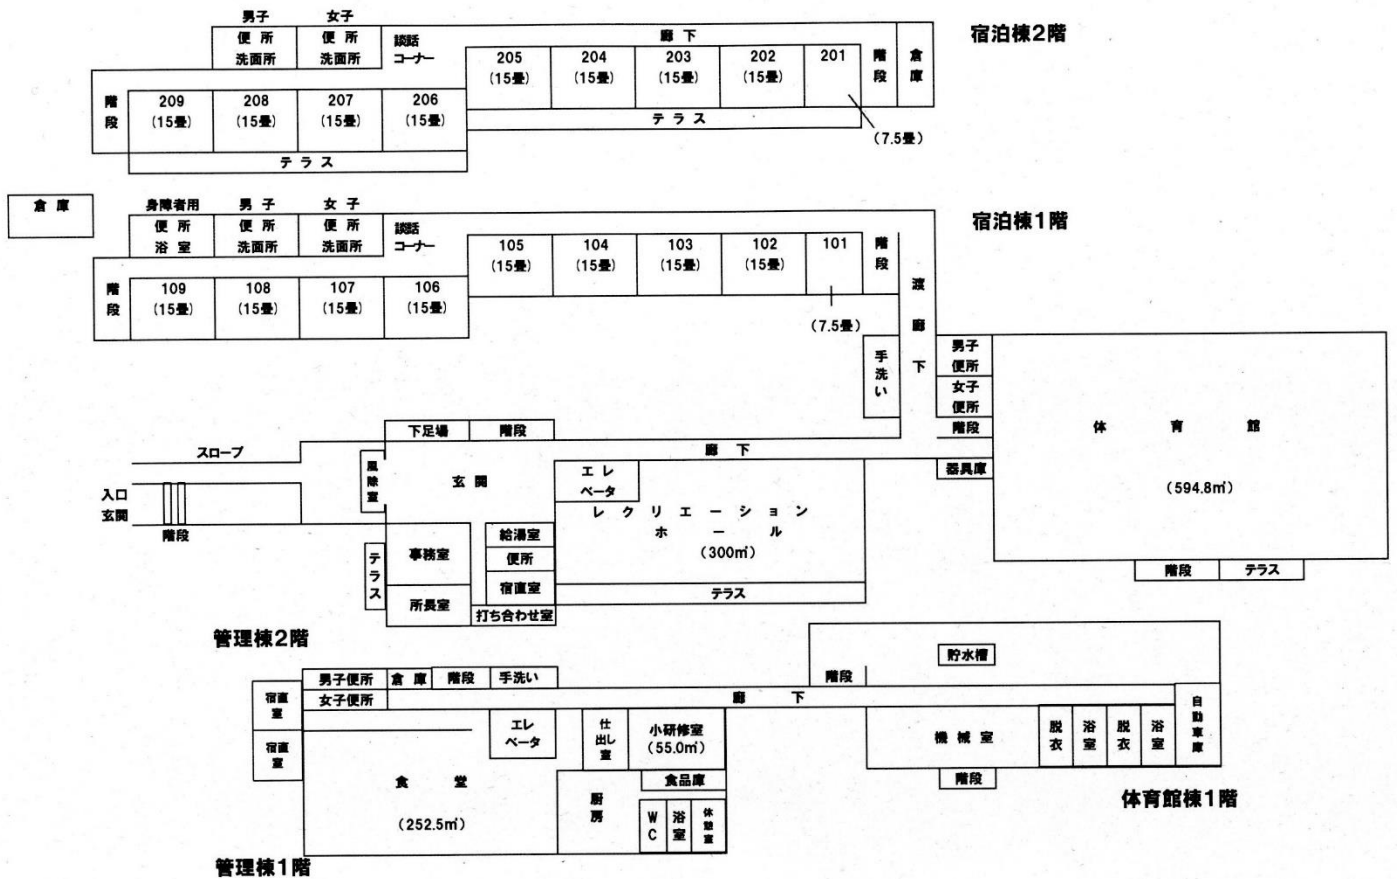 宿泊棟2階
男子
便所
洗面所
女子
便所
洗面所
談話
コーナー
廊下
205
(15畳)
204
(15畳)
203
(15畳)
202
(15畳)
201
(7.5畳)
階段
倉庫
階段
209
(15畳)
208
(15畳)
207
(15畳)
206
(15畳)
テラス
テラス
倉庫
宿泊棟1階
身障者用
便所
浴室
男子
便所
洗面所
女子
便所
洗面所
談話
コーナー
105
(15畳)
104
(15畳)
103
(15畳)
102
(15畳)
101
(7.5畳)
階段
渡廊下
階段
109
(15畳)
108
(15畳)
107
(15畳)
106
(15畳)
手洗い
男子
便所
女子
便所
階段
器具庫
体育館
(594.8㎡)
階段
テラス
スロープ
入口
玄関
階段
下足場
階段
廊下
風除室
玄関
エレ
ベータ
レクリエーション
ホール
(300㎡)
テラス
テラス
事務室
所長室
給湯室
便所
宿直室
打ち合わせ室
管理棟2階
宿直室
宿直室
男子便所
女子便所
倉庫
階段
手洗い
廊下
エレ
ベータ
仕出し室
小研修室
(55.0㎡)
食品庫
食堂
(252.5㎡)
厨房
WC
浴室
休憩室
管理棟1階
階段
貯水槽
機械室
脱衣
浴室
脱衣
浴室
自動車庫
階段
体育館棟1階